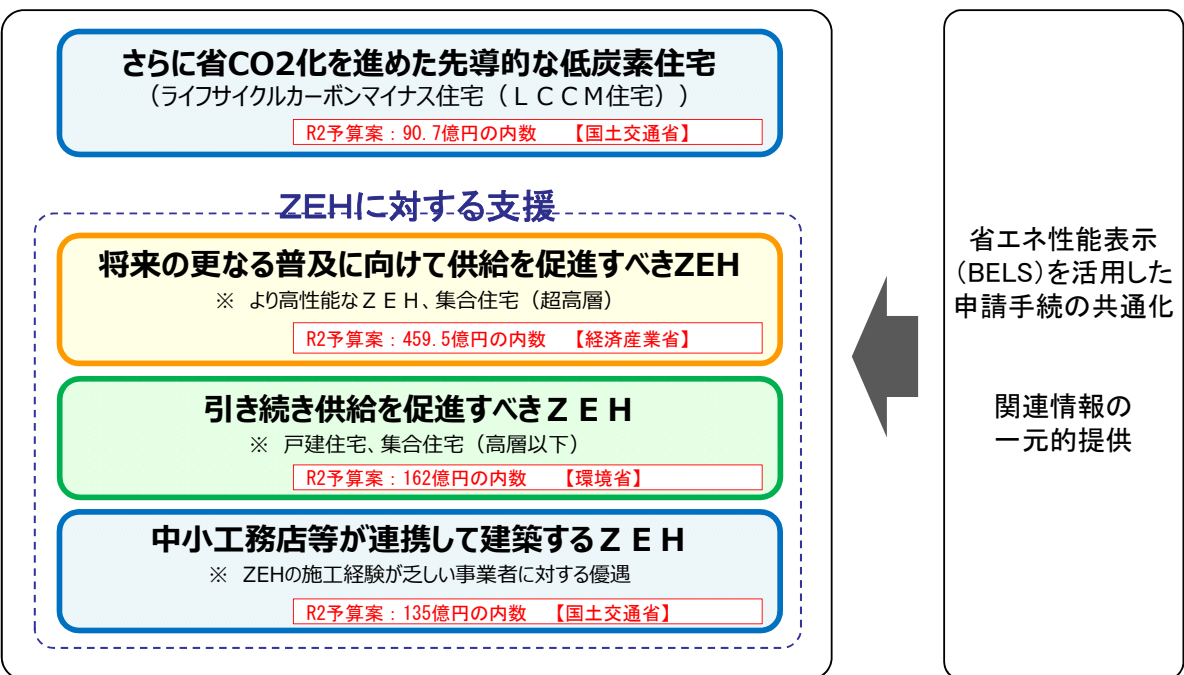 さらに省CO2化を進めた先導的な低炭素住宅
（ライフサイクルカーボンマイナス住宅（ＬＣＣＭ住宅））
R2予算案：90.7億円の内数　【国土交通省】
ZEHに対する支援
将来の更なる普及に向けて供給を促進すべきZEH
※　より高性能なＺＥＨ、集合住宅（超高層）
R2予算案：459.5億円の内数　【経済産業省】
引き続き供給を促進すべきＺＥＨ
※　戸建住宅、集合住宅（高層以下）
R2予算案：162億円の内数　【環境省】
中小工務店等が連携して建築するＺＥＨ
※　ZEHの施工経験が乏しい事業者に対する優遇
R2予算案：135億円の内数　【国土交通省】
省エネ性能表示
（BELS）を活用した
申請手続の共通化
関連情報の
一元的提供